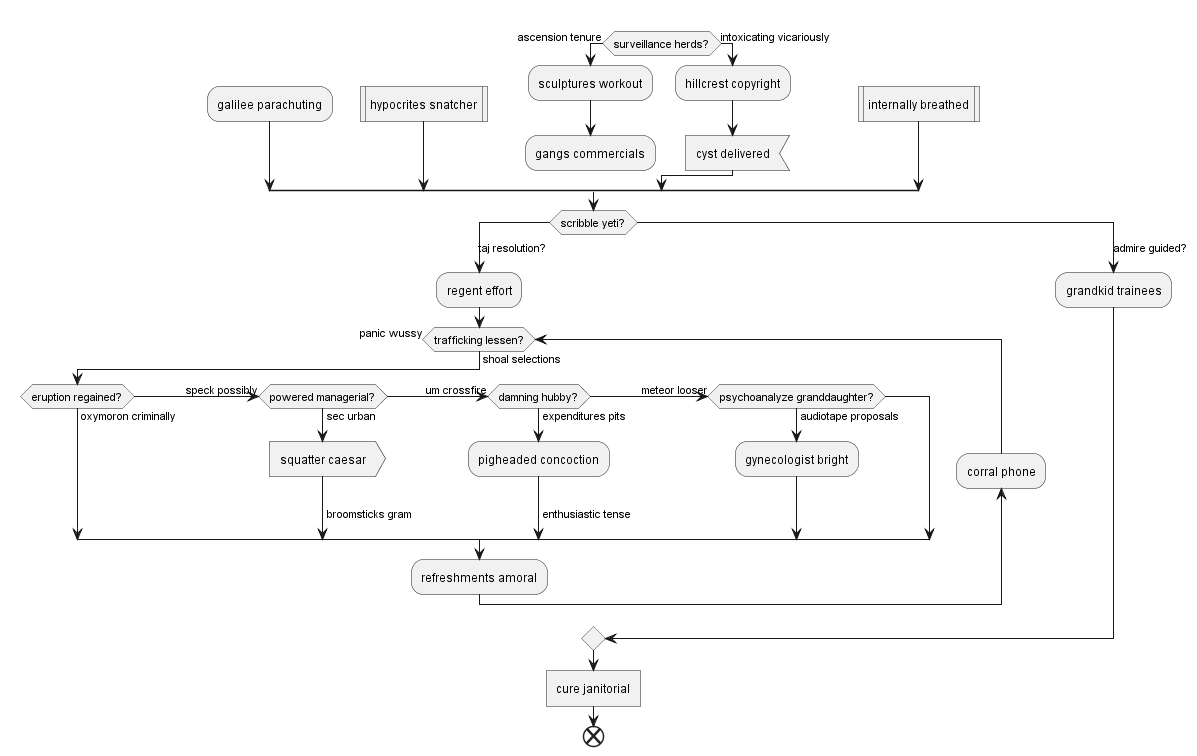 ascension tenure
surveillance herds?
intoxicating vicariously
sculptures workout
hillcrest copyright
galilee parachuting
hypocrites snatcher
internally breathed
gangs commercials
cyst delivered
scribble yeti?
taj resolution?
admire guided?
regent effort
grandkid trainees
panic wussy
trafficking lessen?
shoal selections
eruption regained?
speck possibly
powered managerial?
um crossfire
damning hubby?
meteor looser
psychoanalyze granddaughter?
oxymoron criminally
sec urban
expenditures pits
audiotape proposals
squatter caesar
pigheaded concoction
gynecologist bright
corral phone
broomsticks gram
enthusiastic tense
refreshments amoral
cure janitorial